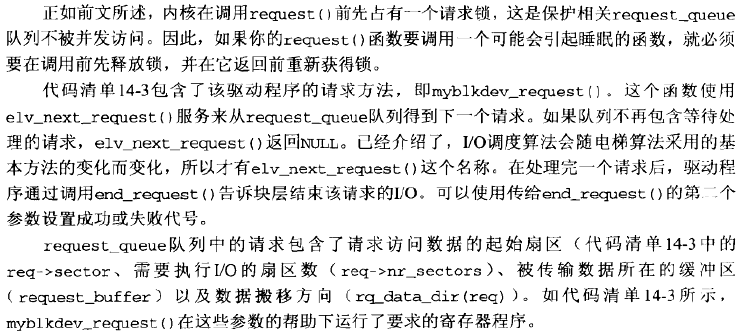 正如前文所述，内核在调用request()前先占有一个请求锁，这是保护相关request_queue
队列不被并发访问。因此，如果你的request()函数要调用一个可能会引起睡眠的函数，就必须
要在调用前先释放锁，并在它返回前重新获得锁。
代码清单14-3包含了该驱动程序的请求方法，即myblkdev_request()。这个函数使用
elv_next_request()服务来从request_queue队列得到下一个请求。如果队列不再包含等待处
理的请求，elv_next_request()返回NULL。已经介绍了，I/O调度算法会随电梯算法采用的基
本方法的变化而变化，所以才有elv_next_request()这个名称。在处理完一个请求后，驱动程
序通过调用end_request()告诉块层结束该请求的I/O。可以使用传给end_request()的第二个
参数设置成功或失败代号。
request_queue队列中的请求包含了请求访问数据的起始扇区（代码清单14-3中的
req->sector、需要执行I/O的扇区数（req->nr_sectors）、被传输数据所在的缓冲区
（request_buffer）以及数据搬移方向（rq_data_dir(req)）。如代码清单14-3所示，
myblkdev_request()在这些参数的帮助下运行了要求的寄存器程序。